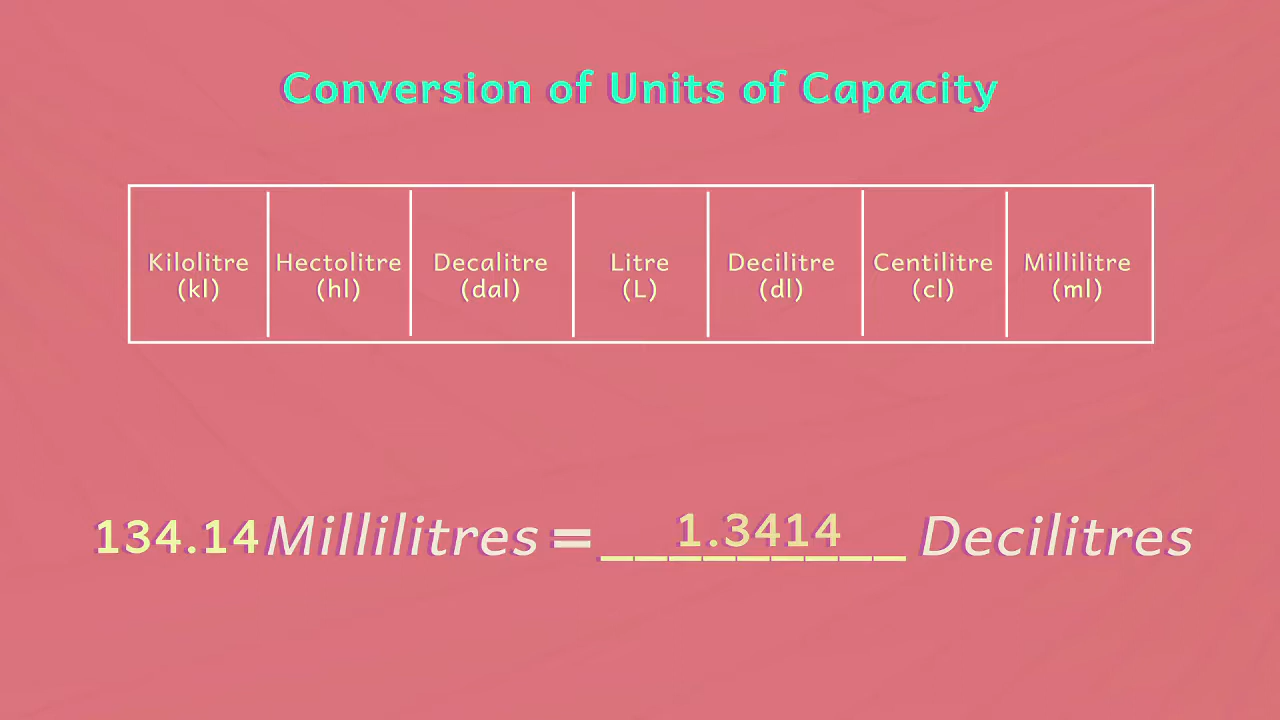 Conversion of Units of Capacity
Kilolitre Hectolitre Decalitre Litre Decilitre Centilitre Millilitre
(kl) (hl) (dal) (L) (dl) (cl) (ml)
134.14 Millilitres = 1.3414 Decilitres